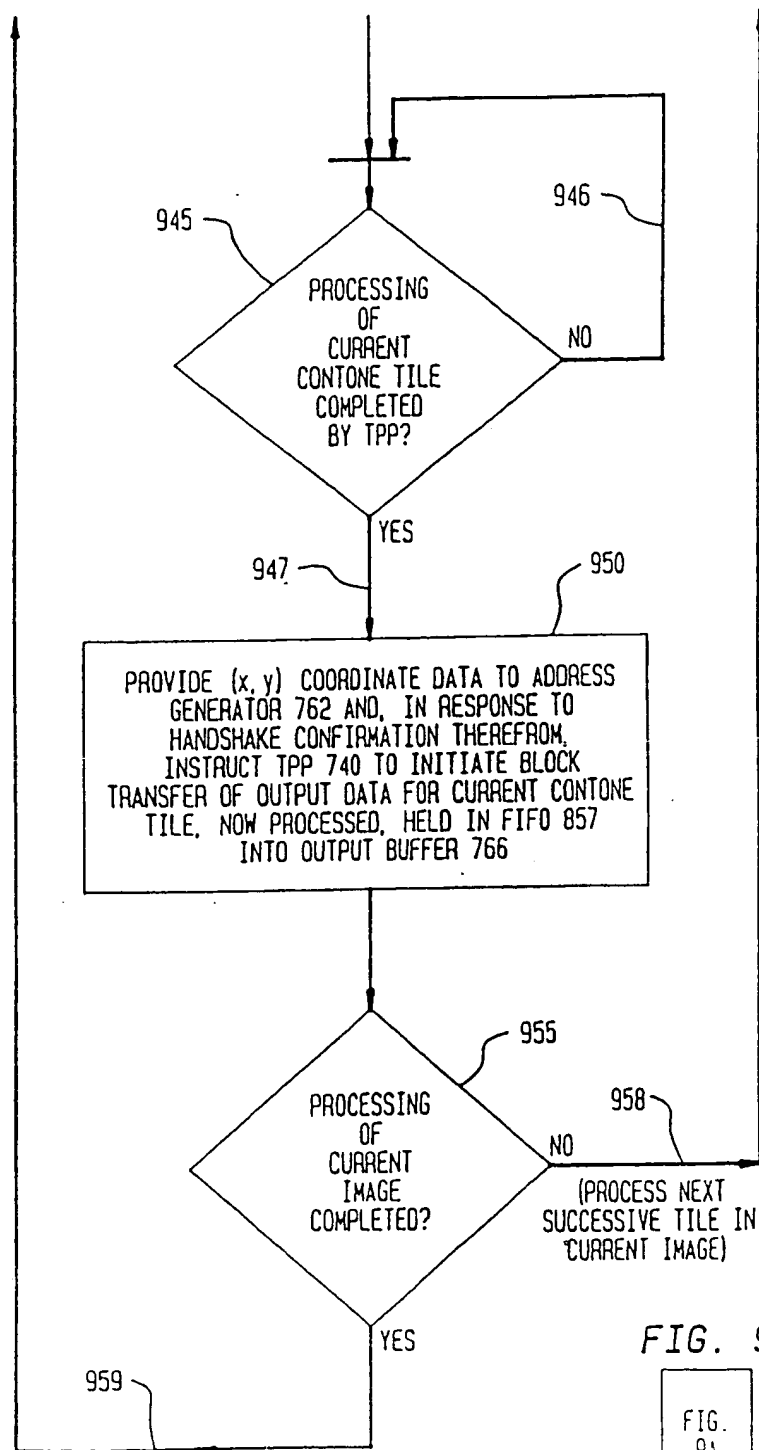 945
946
PROCESSING
OF
CURRENT
CONTONE TILE
COMPLETED
BY TPP?
NO
YES
947
950
PROVIDE (x, y) COORDINATE DATA TO ADDRESS
GENERATOR 762 AND, IN RESPONSE TO
HANDSHAKE CONFIRMATION THEREFROM,
INSTRUCT TPP 740 TO INITIATE BLOCK
TRANSFER OF OUTPUT DATA FOR CURRENT CONTONE
TILE, NOW PROCESSED, HELD IN FIFO 857
INTO OUTPUT BUFFER 766
955
PROCESSING
OF
CURRENT
IMAGE
COMPLETED?
NO
958
(PROCESS NEXT
SUCCESSIVE TILE IN
CURRENT IMAGE)
YES
959
FIG.
FIG.